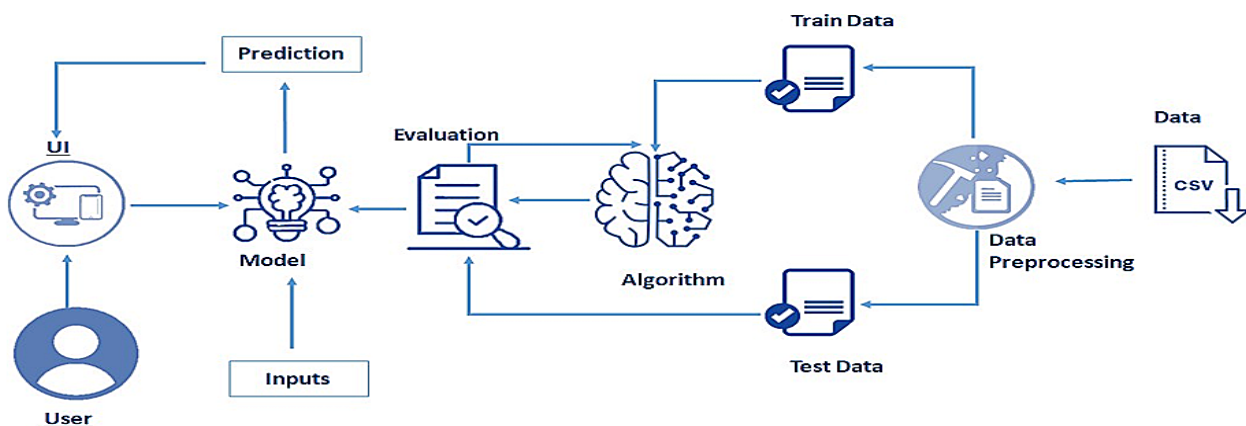 Train Data
Prediction
Data
Evaluation
UI
CSV
Data
Preprocessing
Model
Algorithm
Test Data
Inputs
User